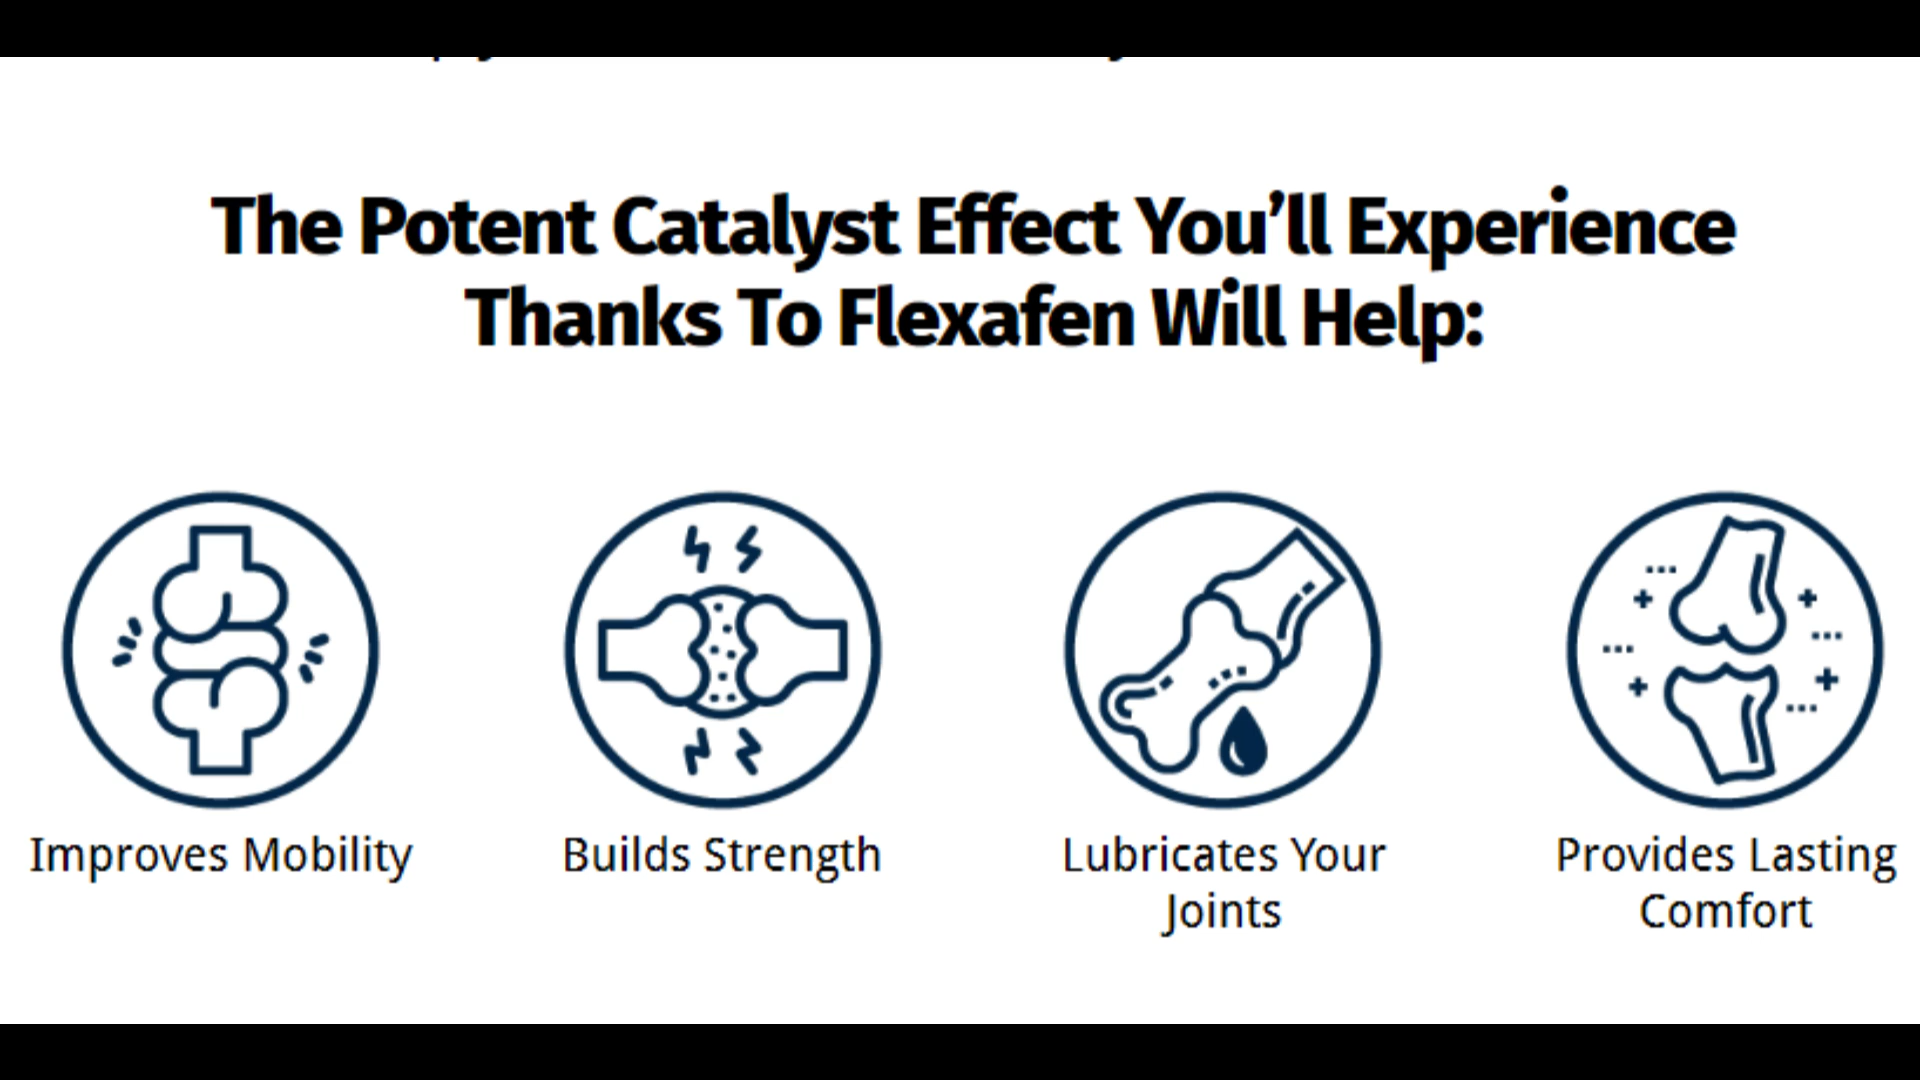 The Potent Catalyst Effect You’ll Experience
Thanks To Flexafen Will Help:
Improves Mobility
Builds Strength
Lubricates Your
Joints
Provides Lasting
Comfort